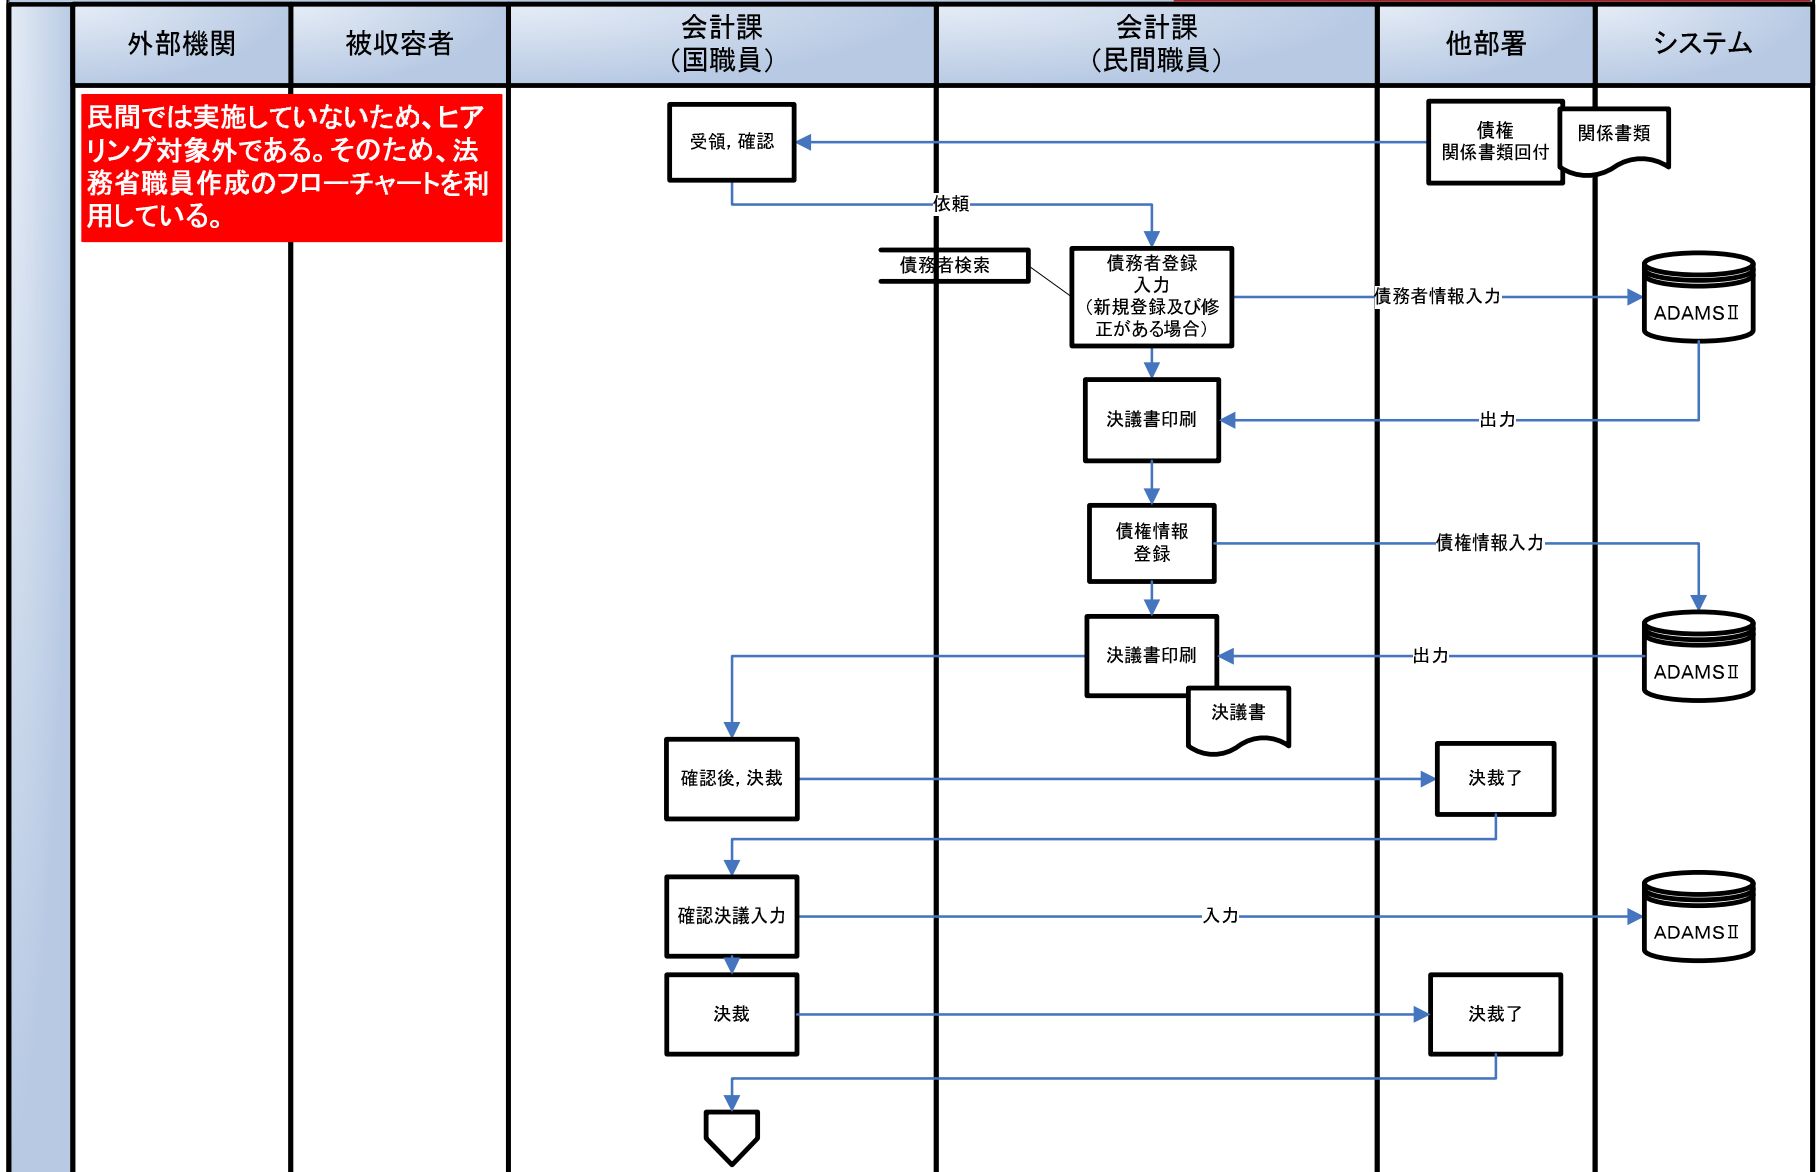 外部機関
被収容者
会計課
（国職員）
会計課
（民間職員）
他部署
システム
民間では実施していないため、ヒア
リング対象外である。そのため、法
務省職員作成のフローチャートを利
用している。
受領，確認
債権
関係書類回付
関係書類
依頼
債務者検索
債務者登録
入力
（新規登録及び修
正がある場合）
債務者情報入力
ADAMSⅡ
決議書印刷
出力
債権情報
登録
債権情報入力
決議書印刷
出力
ADAMSⅡ
決議書
確認後，決裁
決裁了
確認決議入力
入力
ADAMSⅡ
決裁
決裁了